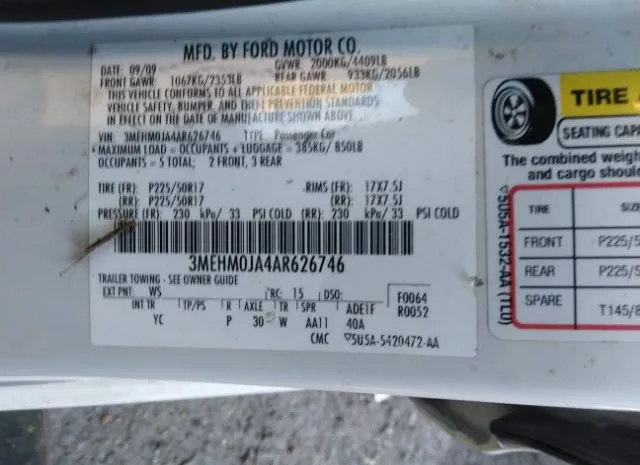 MFD. BY FORD MOTOR CO.
09/09 GVWR: 2000KG/4409LB
FRONT GAWR: 1067KG/2353LB REAR GAWR: 933KG/2056LB
THIS VEHICLE CONFORMS TO ALL APPLICABLE FEDERAL MOTOR
VEHICLE SAFETY, BUMPER, AND THEFT PREVENTION STANDARDS
IN EFFECT ON THE DATE OF MANUFACTURE SHOWN ABOVE.
VIN: 3MEHM0JA4AR626746 TYPE: Passenger Car
MAXIMUM LOAD = OCCUPANTS + LUGGAGE = 385KG/850LB
OCCUPANTS = 5 TOTAL; 2 FRONT, 3 REAR
TIRE (FR): P225/50R17 RIMS (FR): 17X7.5J
(RR): P225/50R17 (RR): 17X7.5J
PRESSURE (FR): 230 kPa/ 33 PSI COLD (RR): 230 kPa/ 33 PSI COLD
3MEHM0JA4AR626746
TRAILER TOWING - SEE OWNER GUIDE
EXT PNT: WS RC: 15 DSO: F0064
INT TR TP/PS R AXLE TR SPR ADE1F R0052
YC P 30 W AA11 40A
CMC ▽5U5A-5420472-AA
▽5U5A-1532-AA (TLU)
TIRE
SEATING CAPA
The combined weigh
and cargo shoul
TIRE SIZE
FRONT P225/5
REAR P225/5
SPARE T145/8